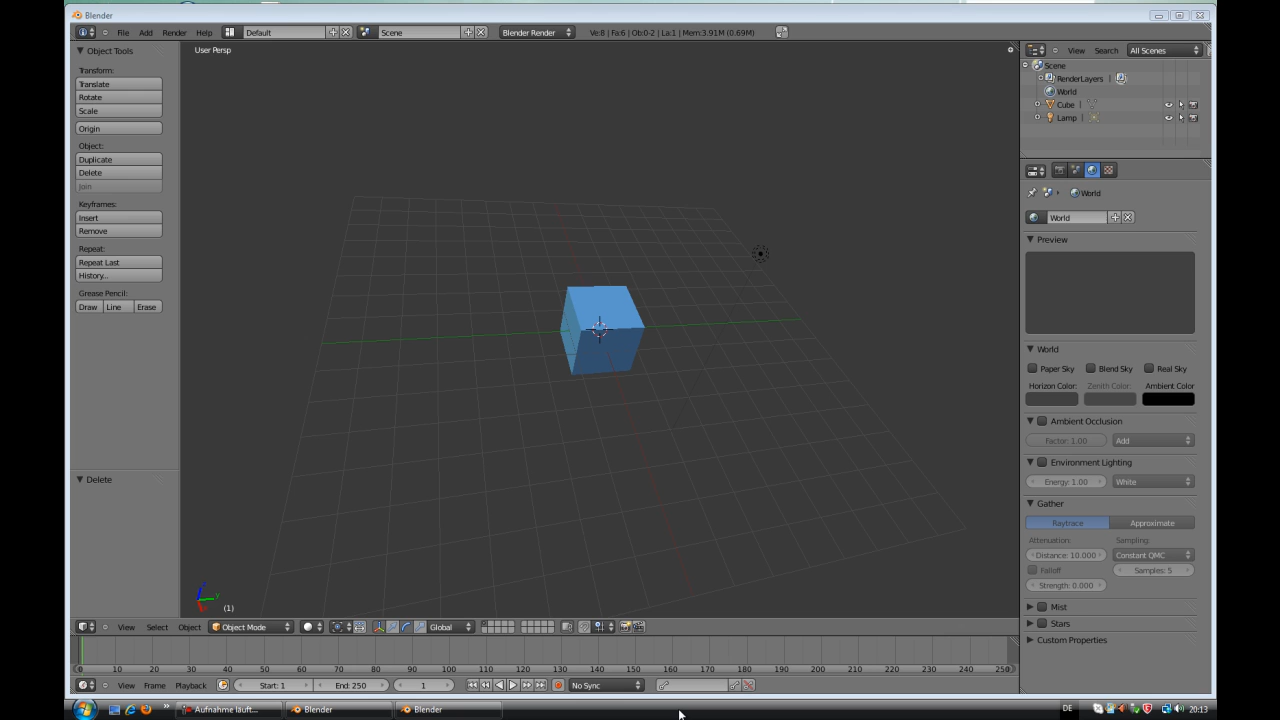 Blender
File Add Render Help Default Scene Blender Render Ve:8 | Fa:6 | Ob:0-2 | La:1 | Mem:3.91M (0.69M)
Object Tools
Transform:
Translate
Rotate
Scale
Origin
Object:
Duplicate
Delete
Join
Keyframes:
Insert
Remove
Repeat:
Repeat Last
History...
Grease Pencil:
Draw Line Erase
Delete
User Persp
(1)
View Search All Scenes
Scene
RenderLayers
World
Cube
Lamp
World
World
Preview
World
Paper Sky Blend Sky Real Sky
Horizon Color: Zenith Color: Ambient Color
Ambient Occlusion
Factor: 1.00 Add
Environment Lighting
Energy: 1.00 White
Gather
Raytrace Approximate
Attenuation: Sampling:
Distance: 10.000 Constant QMC
Falloff Samples: 5
Strength: 0.000
Mist
Stars
Custom Properties
View Select Object Object Mode Global
0 10 20 30 40 50 60 70 80 90 100 110 120 130 140 150 160 170 180 190 200 210 220 230 240 250
View Frame Playback Start: 1 End: 250 1 No Sync
Aufnahme läuft... Blender Blender DE 20:13